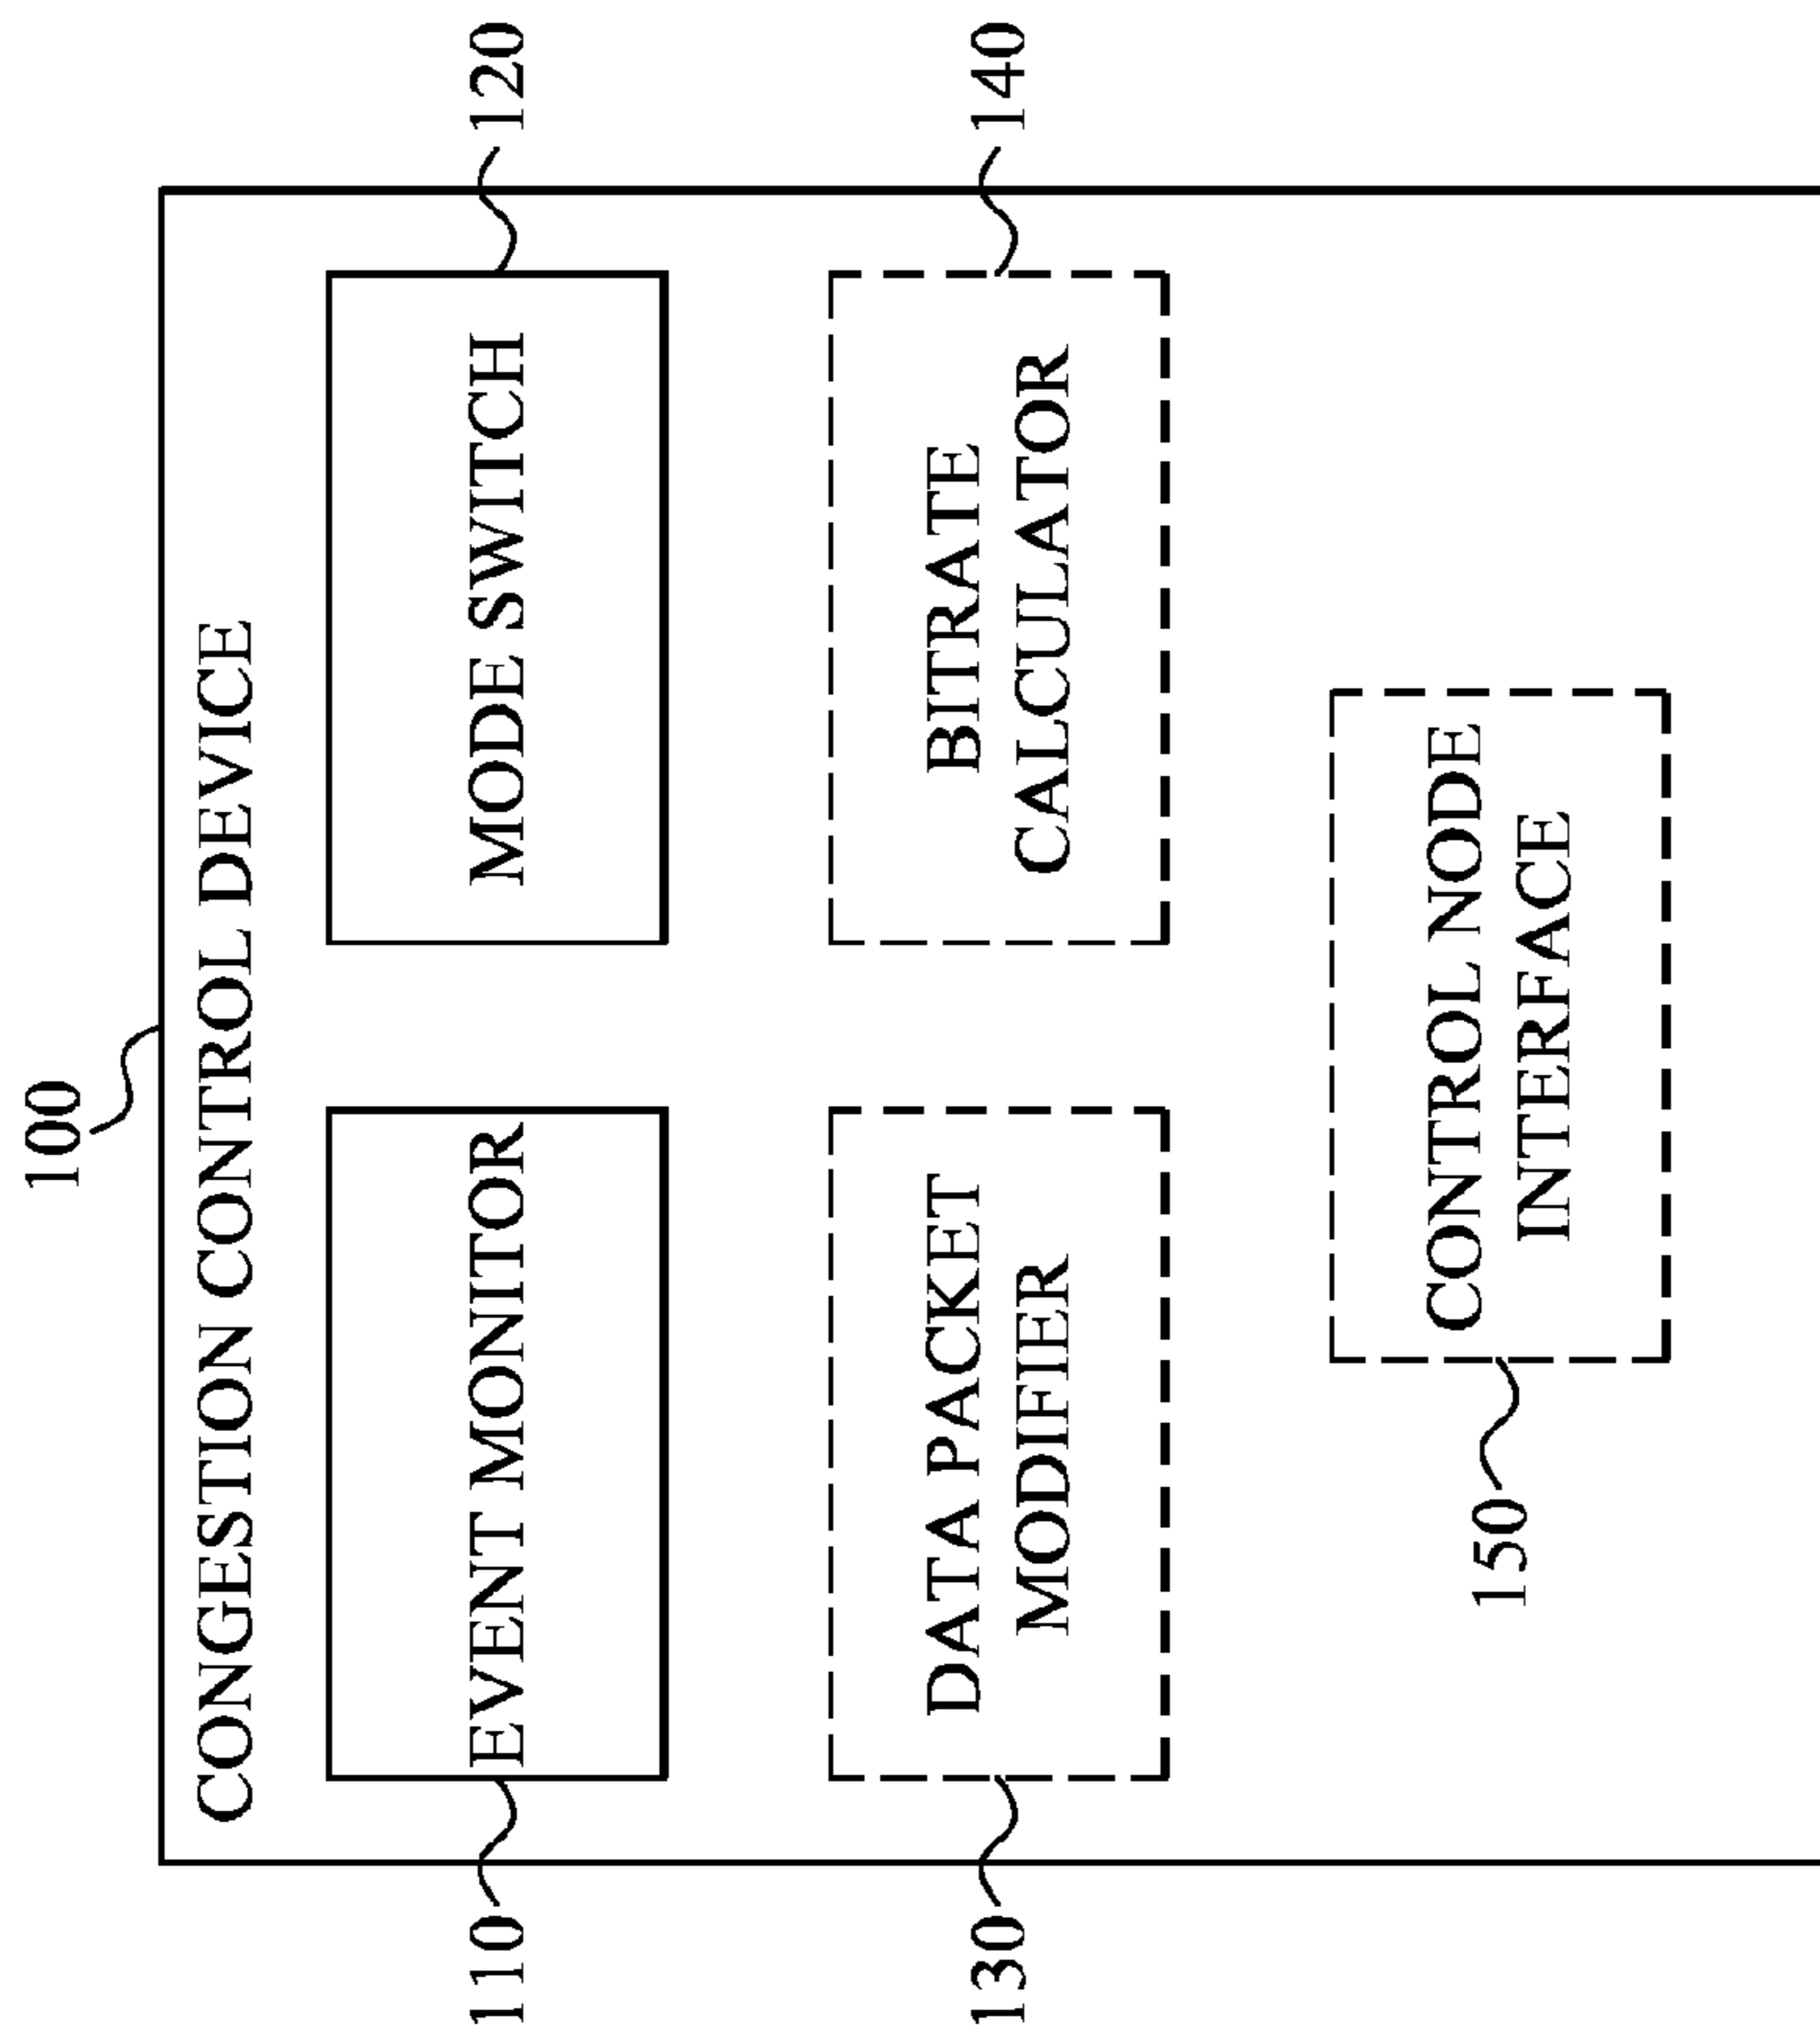 100
CONGESTION CONTROL DEVICE
110
EVENT MONITOR
MODE SWITCH
120
130
DATA PACKET
MODIFIER
BITRATE
CALCULATOR
140
150
CONTROL NODE
INTERFACE